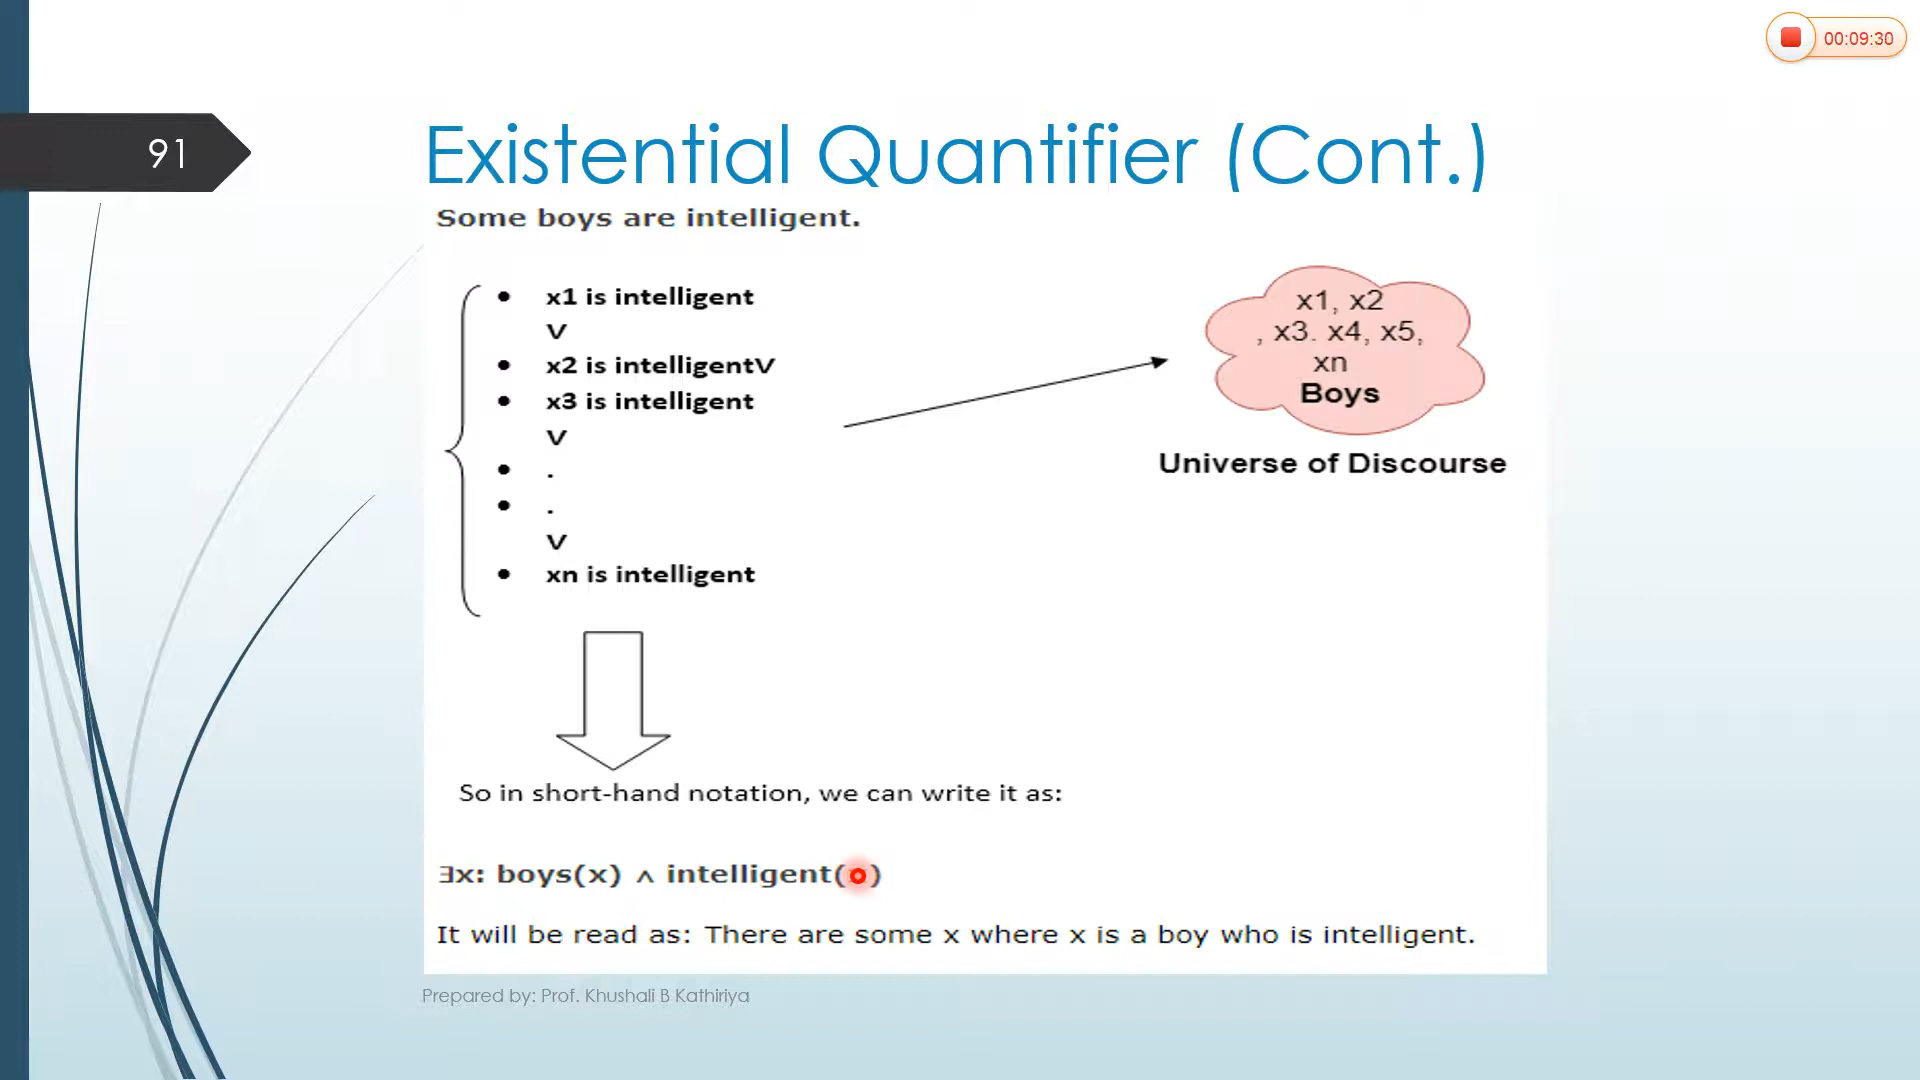 00:09:30
91
Existential Quantifier (Cont.)
Some boys are intelligent.
• x1 is intelligent
V
• x2 is intelligentV
• x3 is intelligent
V
• .
• .
V
• xn is intelligent
x1, x2
, x3. x4, x5,
xn
Boys
Universe of Discourse
So in short-hand notation, we can write it as:
∃x: boys(x) ∧ intelligent( )
It will be read as: There are some x where x is a boy who is intelligent.
Prepared by: Prof. Khushali B Kathiriya